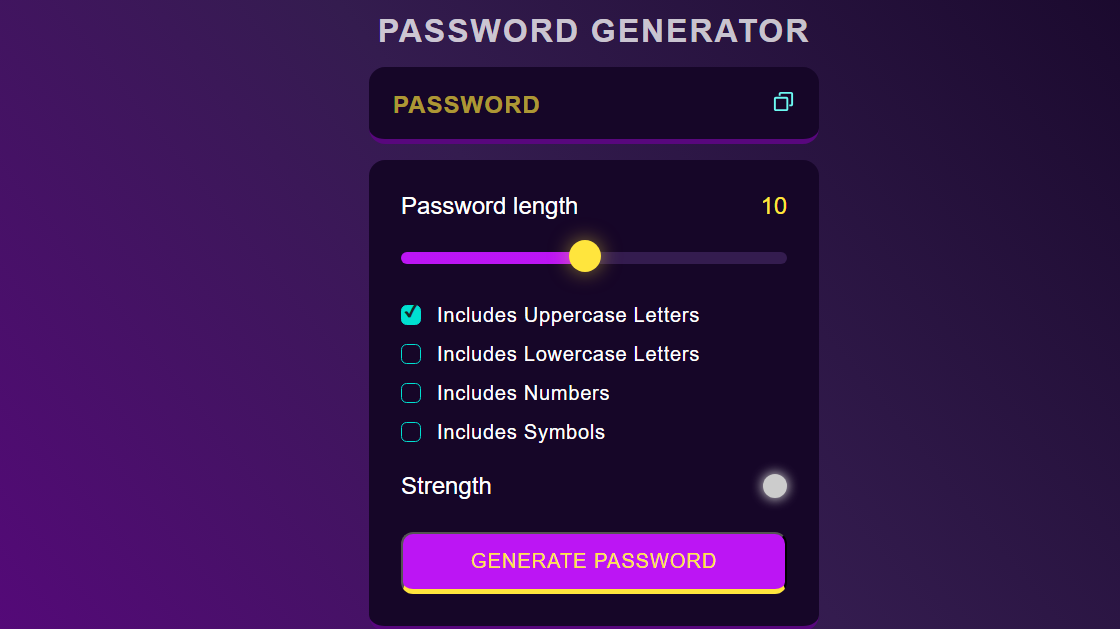 PASSWORD GENERATOR
PASSWORD
Password length 10
Includes Uppercase Letters
Includes Lowercase Letters
Includes Numbers
Includes Symbols
Strength
GENERATE PASSWORD